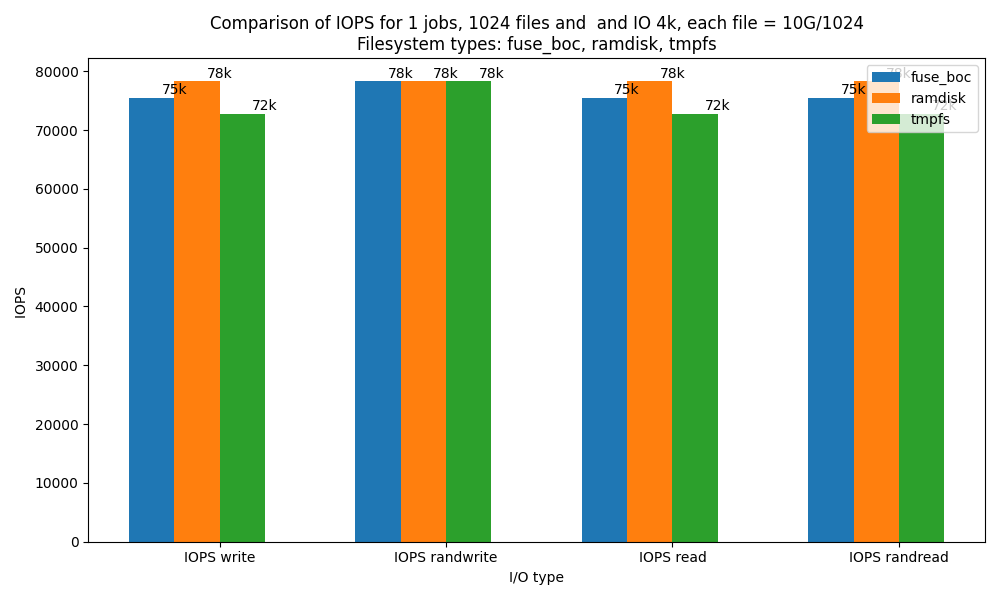 Comparison of IOPS for 1 jobs, 1024 files and  and IO 4k, each file = 10G/1024
Filesystem types: fuse_boc, ramdisk, tmpfs
IOPS
80000
70000
60000
50000
40000
30000
20000
10000
0
75k
78k
72k
78k
78k
78k
75k
78k
72k
75k
78k
72k
fuse_boc
ramdisk
tmpfs
IOPS write
IOPS randwrite
IOPS read
IOPS randread
I/O type